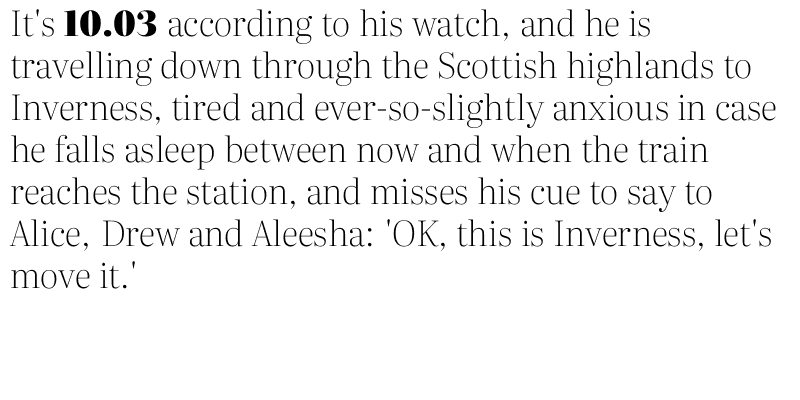 It's 10.03 according to his watch, and he is
travelling down through the Scottish highlands to
Inverness, tired and ever-so-slightly anxious in case
he falls asleep between now and when the train
reaches the station, and misses his cue to say to
Alice, Drew and Aleesha: 'OK, this is Inverness, let's
move it.'